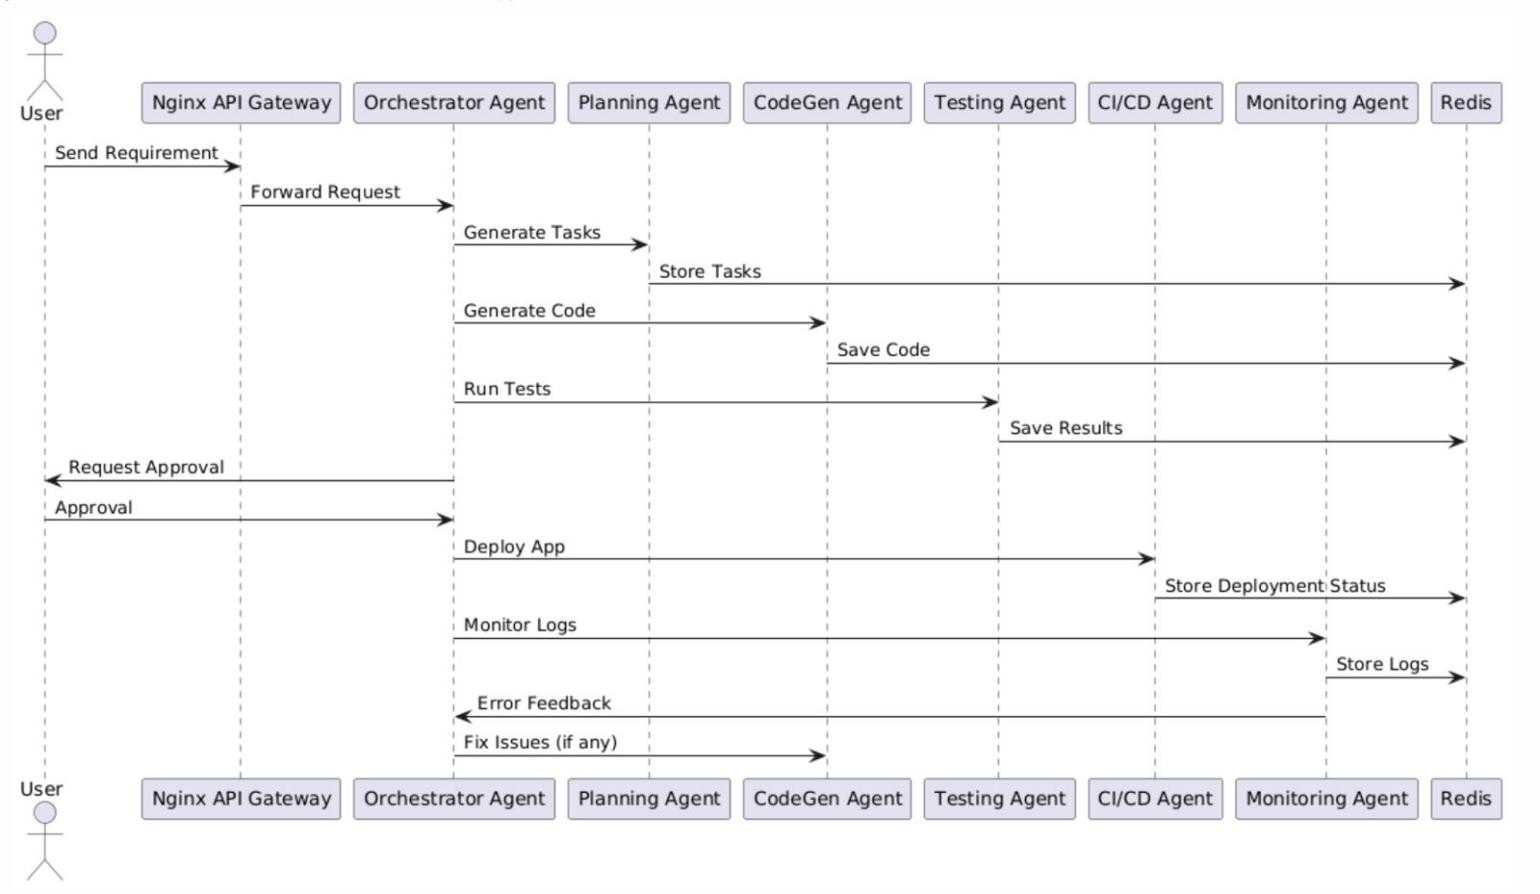 User
Nginx API Gateway
Orchestrator Agent
Planning Agent
CodeGen Agent
Testing Agent
CI/CD Agent
Monitoring Agent
Redis
Send Requirement
Forward Request
Generate Tasks
Store Tasks
Generate Code
Save Code
Run Tests
Save Results
Request Approval
Approval
Deploy App
Store Deployment Status
Monitor Logs
Store Logs
Error Feedback
Fix Issues (if any)
User
Nginx API Gateway
Orchestrator Agent
Planning Agent
CodeGen Agent
Testing Agent
CI/CD Agent
Monitoring Agent
Redis